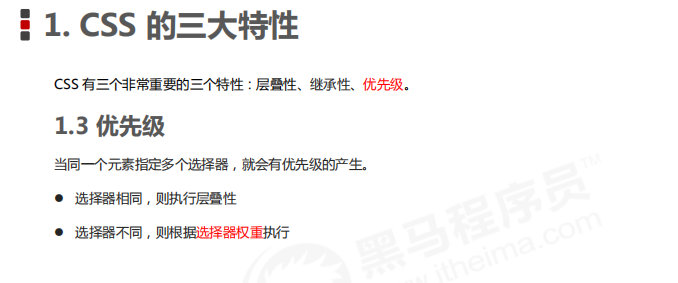 1. CSS 的三大特性
CSS 有三个非常重要的三个特性：层叠性、继承性、优先级。
1.3 优先级
当同一个元素指定多个选择器，就会有优先级的产生。
● 选择器相同，则执行层叠性
● 选择器不同，则根据选择器权重执行
黑马程序员™
www.itheima.com